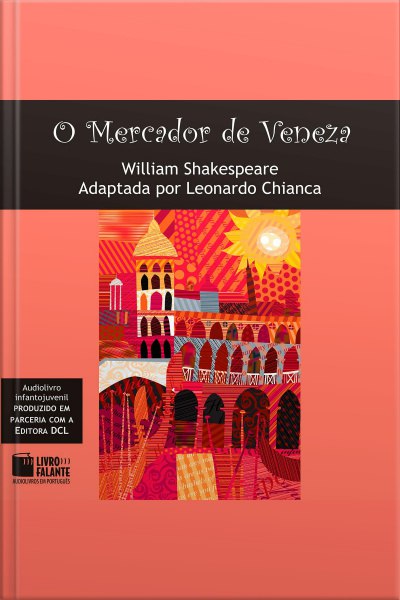 O Mercador de Veneza
William Shakespeare
Adaptada por Leonardo Chianca
Audiolivro
infantojuvenil
PRODUZIDO EM
PARCERIA COM A
EDITORA DCL
LIVRO
FALANTE
AUDIOLIVROS EM PORTUGUÊS